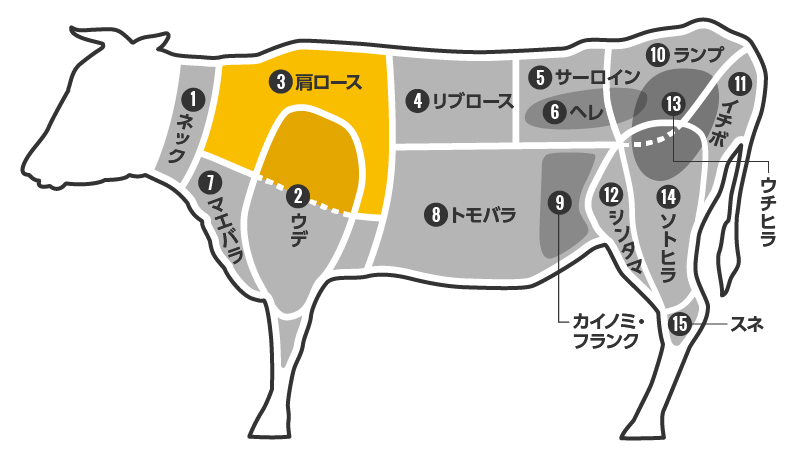 1 ネック
2 ウデ
3 肩ロース
4 リブロース
5 サーロイン
6 ヘレ
7 マエバラ
8 トモバラ
9
カイノミ・
フランク
10 ランプ
11 イチボ
12 シンタマ
13
ウチヒラ
14 ソトヒラ
15 スネ